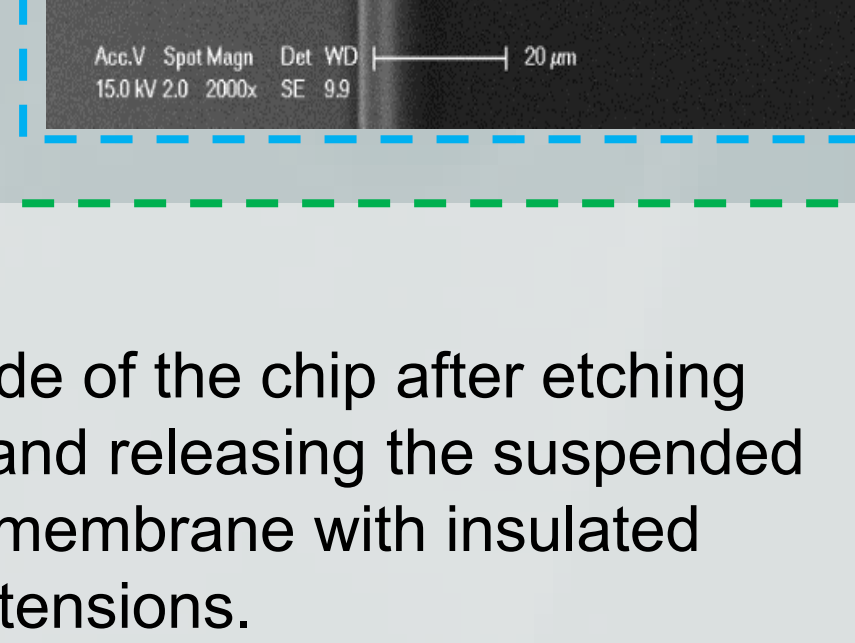 Acc.V Spot Magn Det WD 20 µm
15.0 kV 2.0 2000x SE 9.9
de of the chip after etching
and releasing the suspended
membrane with insulated
tensions.